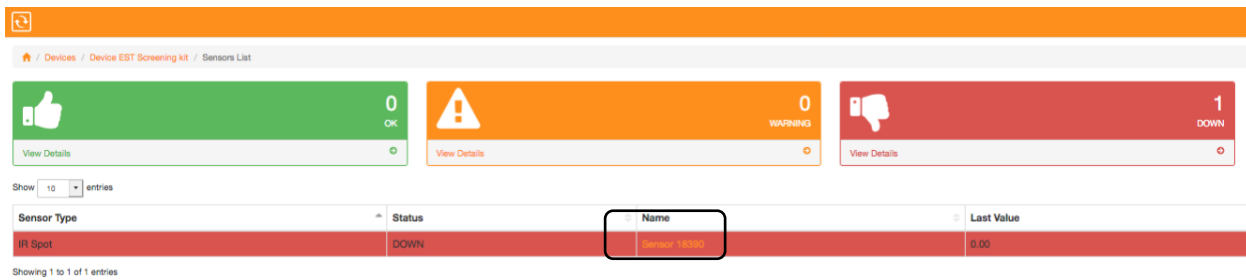 / Devices / Device EST Screening kit / Sensors List
0
OK
View Details
0
WARNING
View Details
1
DOWN
View Details
Show 10 entries
Sensor Type Status Name Last Value
IR Spot DOWN Sensor 18390 0.00
Showing 1 to 1 of 1 entries